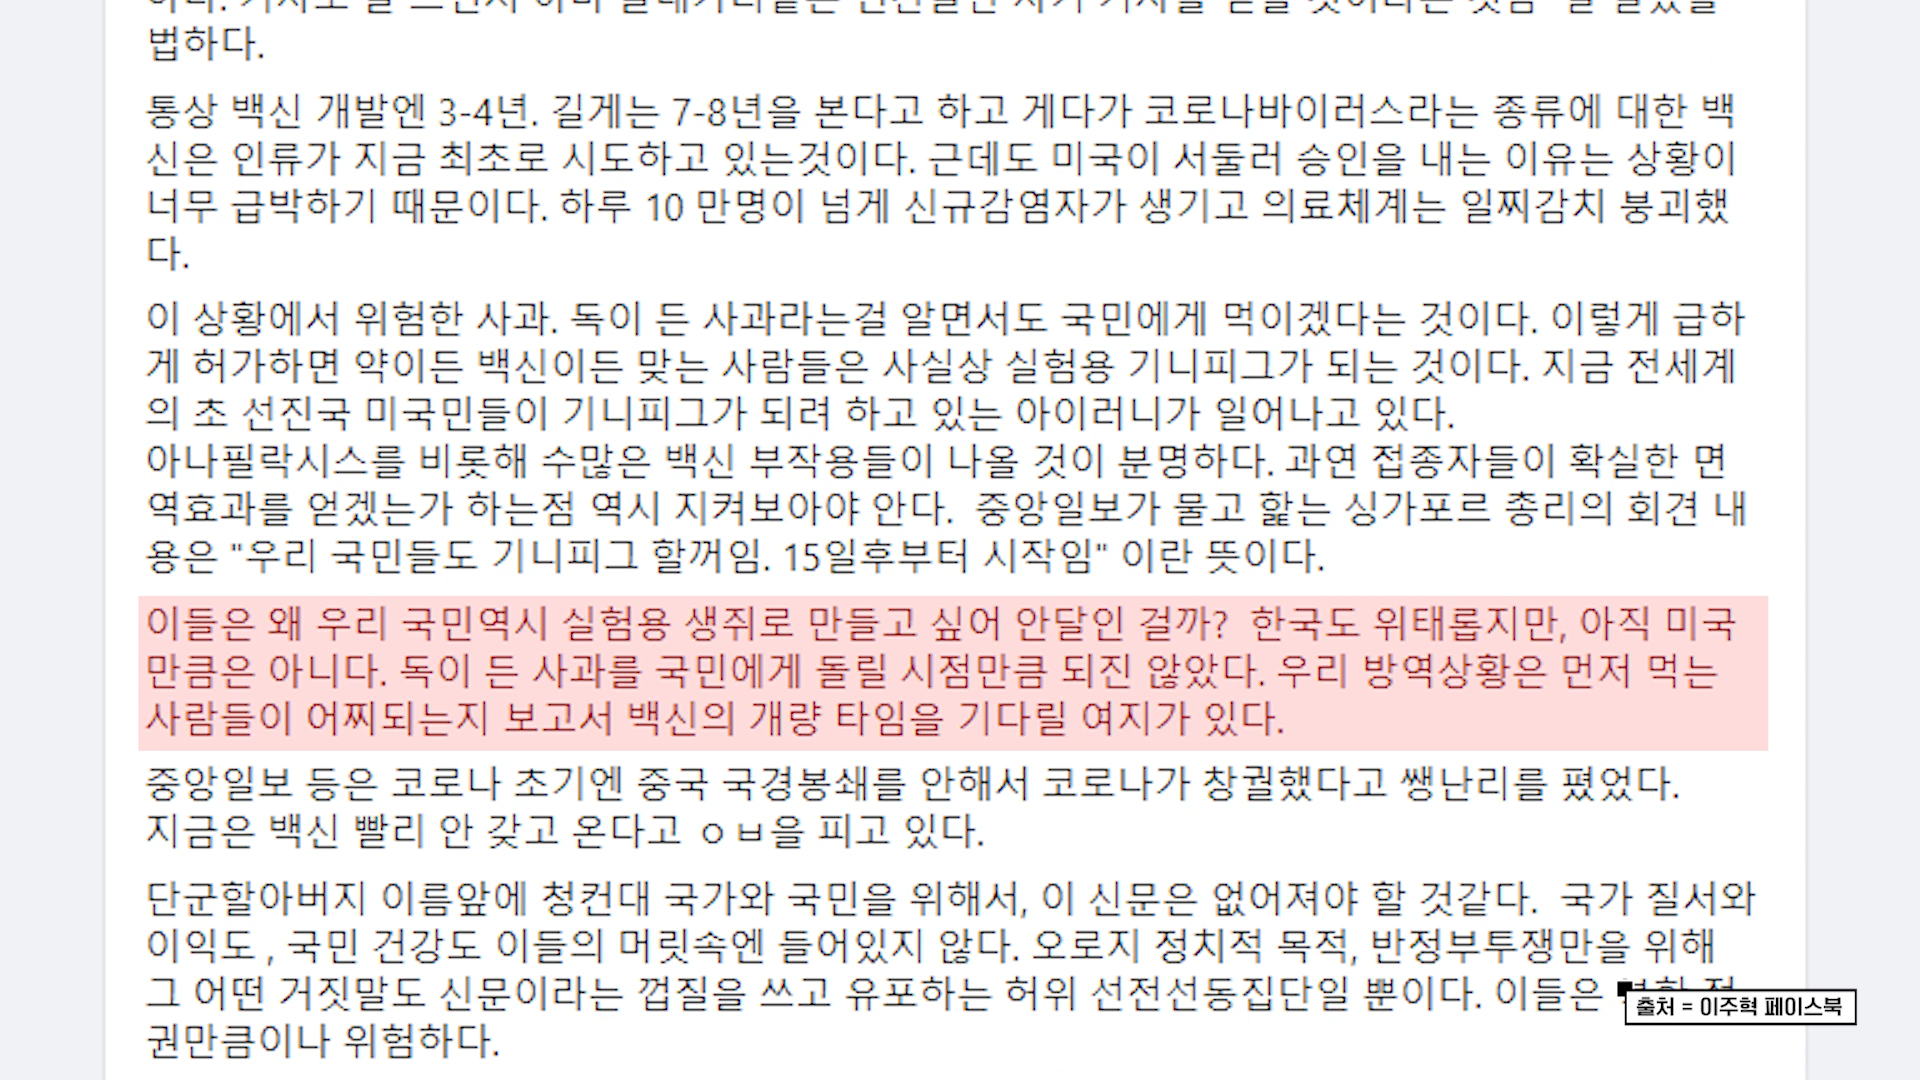 법하다.
통상 백신 개발엔 3-4년. 길게는 7-8년을 본다고 하고 게다가 코로나바이러스라는 종류에 대한 백
신은 인류가 지금 최초로 시도하고 있는것이다. 근데도 미국이 서둘러 승인을 내는 이유는 상황이
너무 급박하기 때문이다. 하루 10 만명이 넘게 신규감염자가 생기고 의료체계는 일찌감치 붕괴했
다.
이 상황에서 위험한 사과. 독이 든 사과라는걸 알면서도 국민에게 먹이겠다는 것이다. 이렇게 급하
게 허가하면 약이든 백신이든 맞는 사람들은 사실상 실험용 기니피그가 되는 것이다. 지금 전세계
의 초 선진국 미국민들이 기니피그가 되려 하고 있는 아이러니가 일어나고 있다.
아나필락시스를 비롯해 수많은 백신 부작용들이 나올 것이 분명하다. 과연 접종자들이 확실한 면
역효과를 얻겠는가 하는점 역시 지켜보아야 안다. 중앙일보가 물고 핥는 싱가포르 총리의 회견 내
용은 "우리 국민들도 기니피그 할꺼임. 15일후부터 시작임" 이란 뜻이다.
이들은 왜 우리 국민역시 실험용 생쥐로 만들고 싶어 안달인 걸까? 한국도 위태롭지만, 아직 미국
만큼은 아니다. 독이 든 사과를 국민에게 돌릴 시점만큼 되진 않았다. 우리 방역상황은 먼저 먹는
사람들이 어찌되는지 보고서 백신의 개량 타임을 기다릴 여지가 있다.
중앙일보 등은 코로나 초기엔 중국 국경봉쇄를 안해서 코로나가 창궐했다고 쌩난리를 폈었다.
지금은 백신 빨리 안 갖고 온다고 ㅇㅂ을 피고 있다.
단군할아버지 이름앞에 청컨대 국가와 국민을 위해서, 이 신문은 없어져야 할 것같다. 국가 질서와
이익도 , 국민 건강도 이들의 머릿속엔 들어있지 않다. 오로지 정치적 목적, 반정부투쟁만을 위해
그 어떤 거짓말도 신문이라는 껍질을 쓰고 유포하는 허위 선전선동집단일 뿐이다. 이들은
권만큼이나 위험하다.
출처 = 이주혁 페이스북